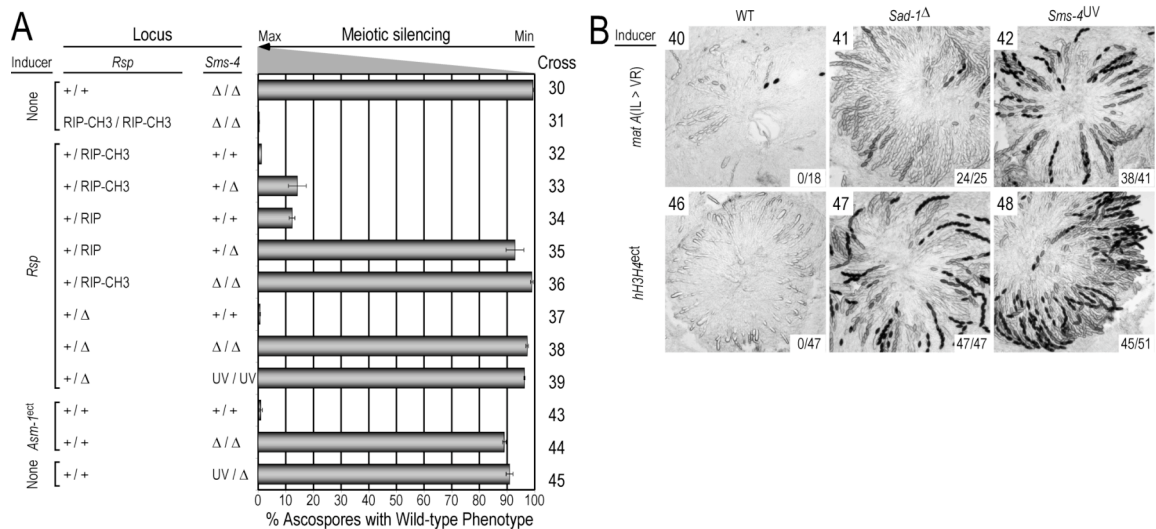 A
Locus
Max Meiotic silencing Min
Inducer Rsp Sms-4 Cross
None
+/+ Δ/Δ 30
RIP-CH3 / RIP-CH3 Δ/Δ 31
Rsp
+/RIP-CH3 +/+ 32
+/RIP-CH3 +/Δ 33
+/RIP +/+ 34
+/RIP +/Δ 35
+/RIP-CH3 Δ/Δ 36
+/Δ +/+ 37
+/Δ Δ/Δ 38
+/Δ UV / UV 39
Asm-1ect
+/+ +/+ 43
+/+ Δ/Δ 44
None
+/+ UV / Δ 45
0 10 20 30 40 50 60 70 80 90 100
% Ascospores with Wild-type Phenotype
B
WT Sad-1Δ Sms-4UV
Inducer
mat A(IL > VR)
40 41 42
0/18 24/25 38/41
hH3H4ect
46 47 48
0/47 47/47 45/51